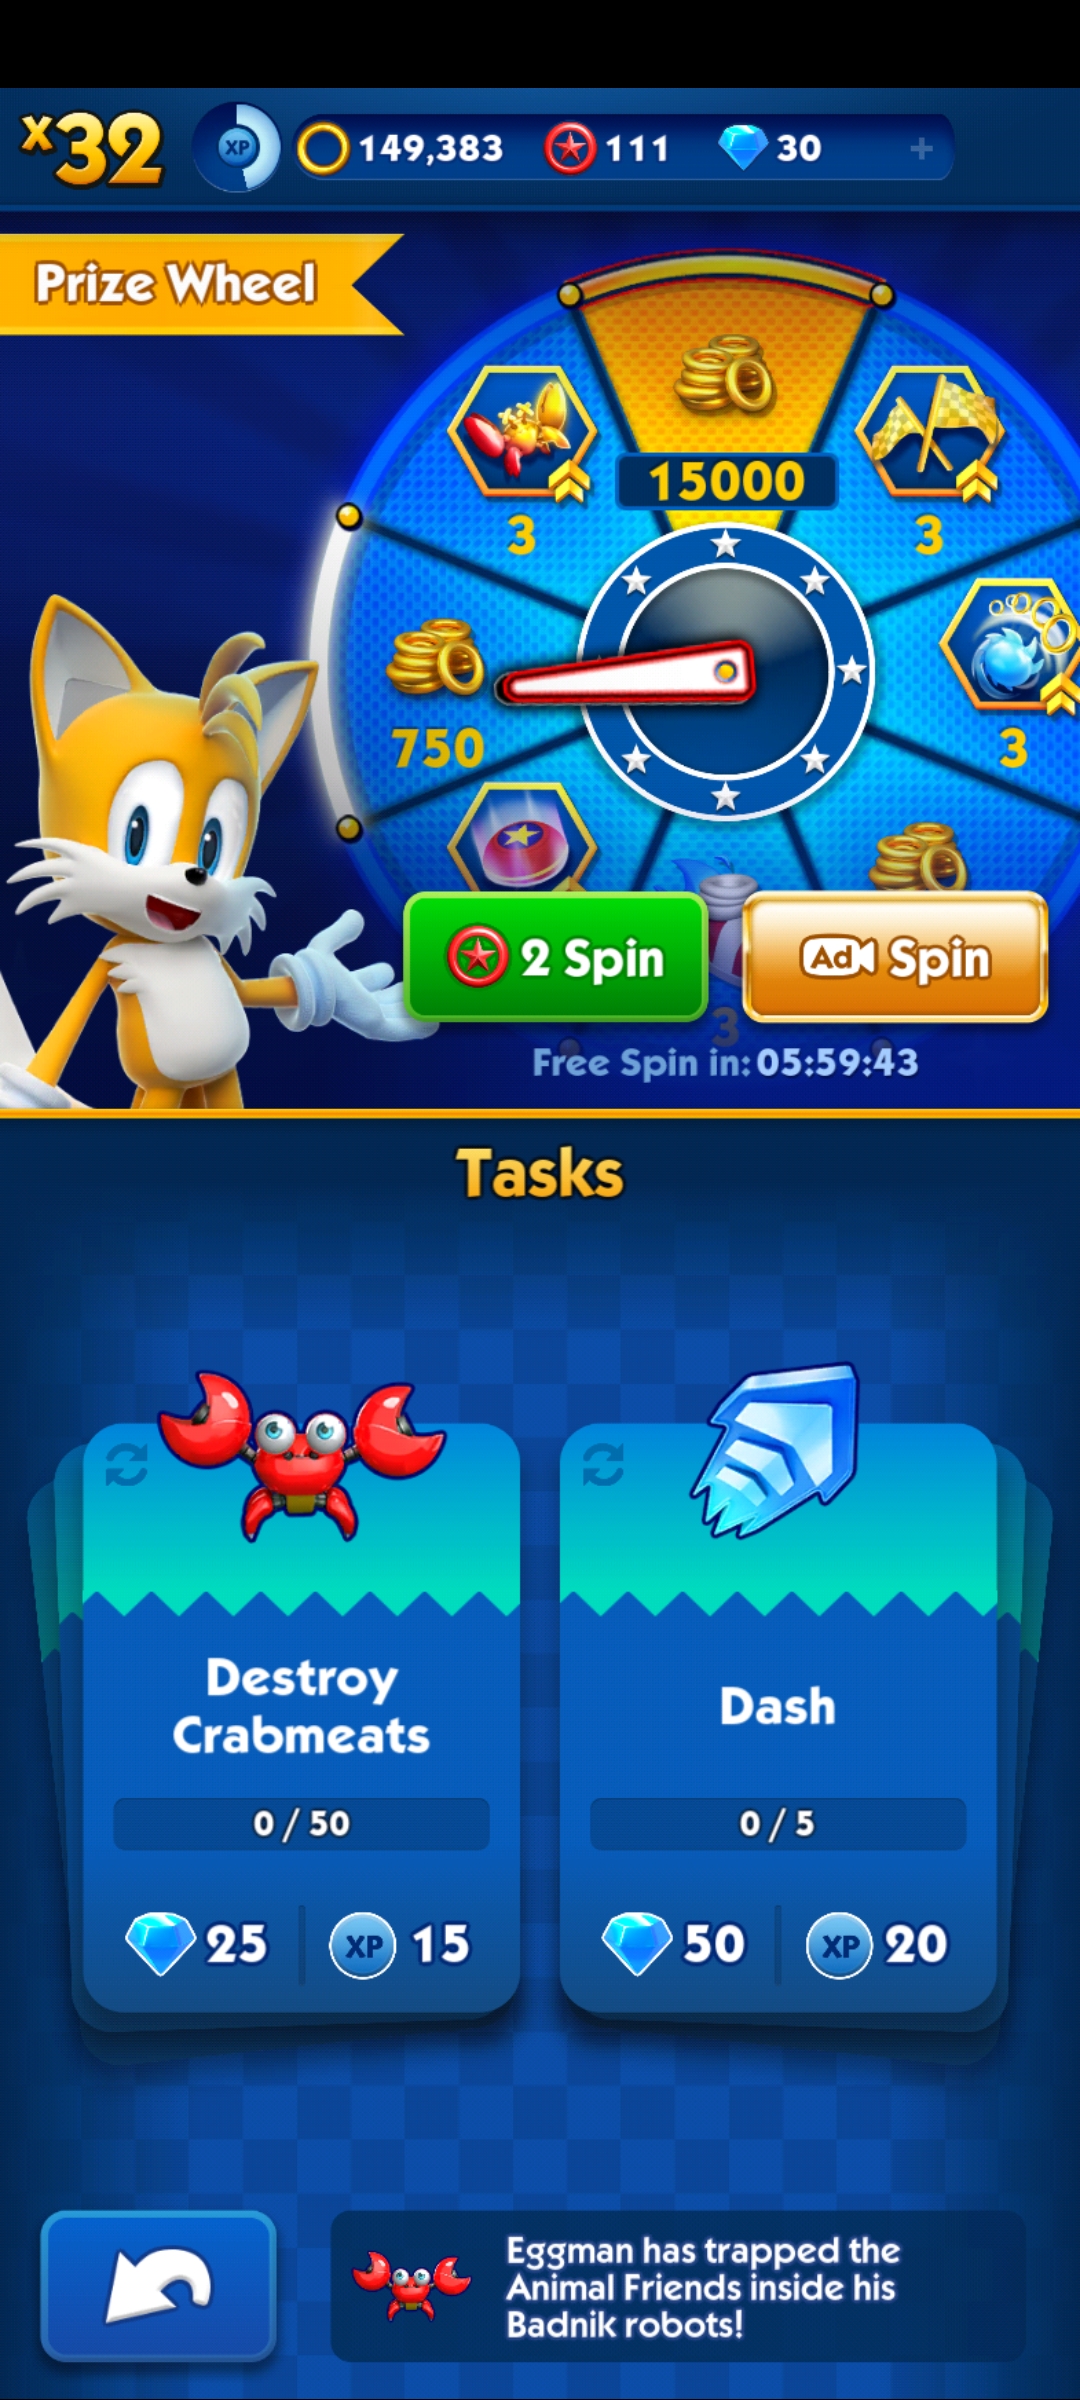 x32
XP
149,383
111
30
+
Prize Wheel
15000
3
3
750
3
2 Spin
Ad Spin
3
Free Spin in: 05:59:43
Tasks
Destroy
Crabmeats
0 / 50
25
XP 15
Dash
0 / 5
50
XP 20
Eggman has trapped the
Animal Friends inside his
Badnik robots!